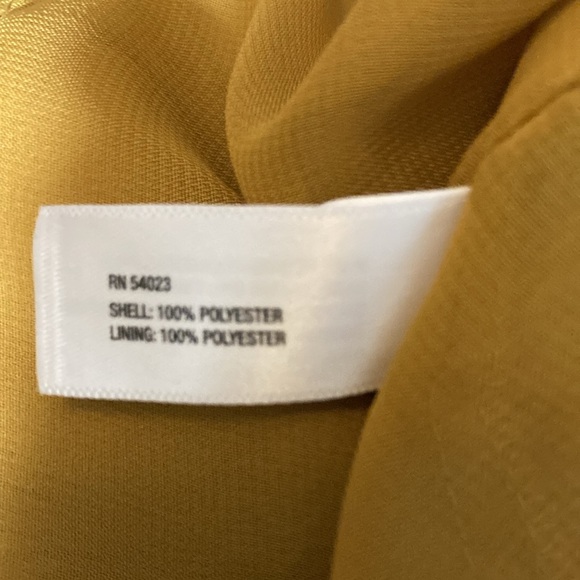 RN 54023
SHELL: 100% POLYESTER
LINING: 100% POLYESTER